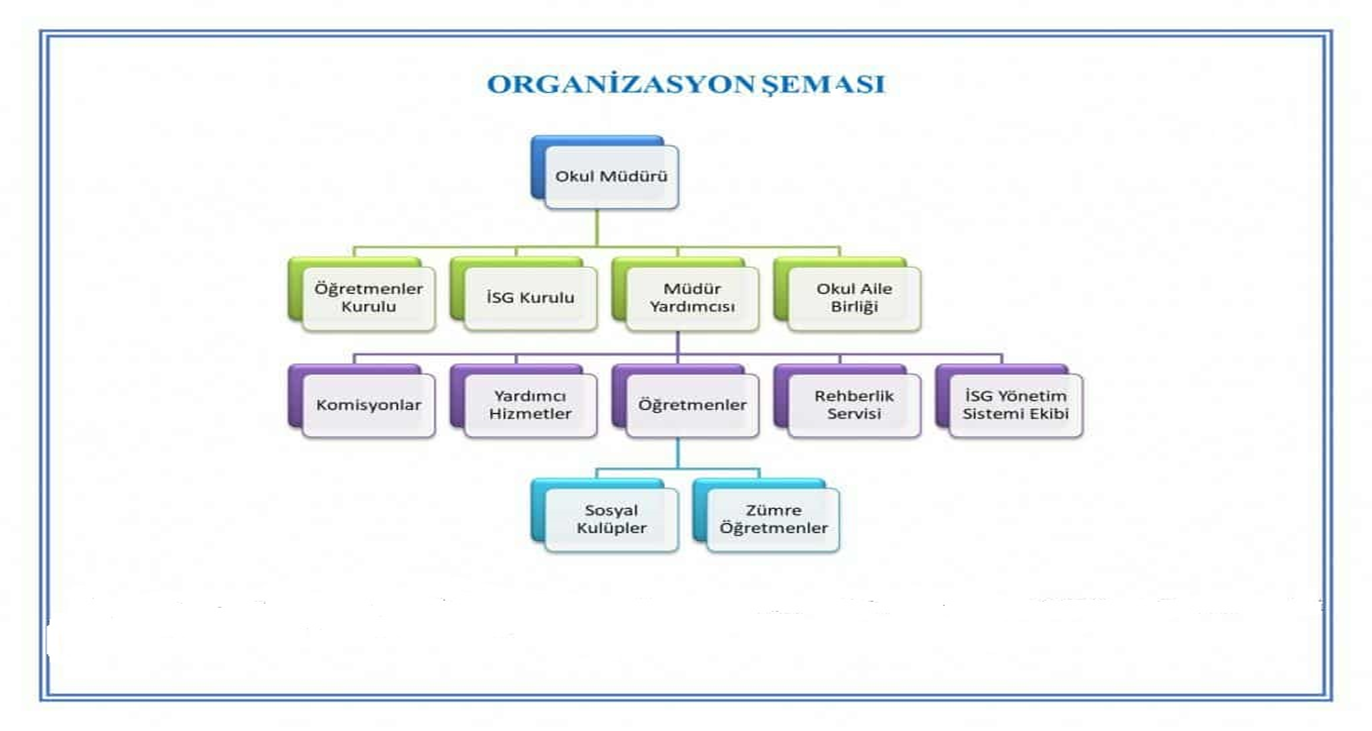 ORGANİZASYON ŞEMASI
Okul Müdürü
Öğretmenler
Kurulu
İSG Kurulu
Müdür
Yardımcısı
Okul Aile
Birliği
Komisyonlar
Yardımcı
Hizmetler
Öğretmenler
Rehberlik
Servisi
İSG Yönetim
Sistemi Ekibi
Sosyal
Kulüpler
Zümre
Öğretmenler